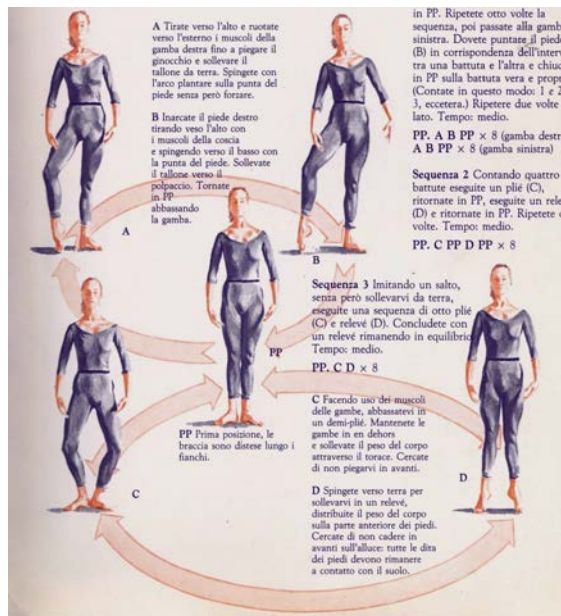 A Tirate verso l'alto e ruotate
verso l'esterno i muscoli della
gamba destra fino a piegare il
ginocchio e sollevare il
tallone da terra. Spingete con
l'arco plantare sulla punta del
piede senza però forzare.
B Inarcate il piede destro
tirando veso l'alto con
i muscoli della coscia
e spingendo verso il basso con
la punta del piede. Sollevate
il tallone verso il
polpaccio. Tornate
in PP
abbassando
la gamba.
A
B
in PP. Ripetete otto volte la
sequenza, poi passate alla gamb
sinistra. Dovete puntare il piede
(B) in corrispondenza dell'interv
tra una battuta e l'altra e chiud
in PP sulla battuta vera e propr
(Contate in questo modo: 1 e 2
3, eccetera.) Ripetete due volte
lato. Tempo: medio.
PP. A B PP × 8 (gamba destr
A B PP × 8 (gamba sinistra)
Sequenza 2 Contando quattro
battute eseguite un plié (C),
ritornate in PP, eseguite un rele
(D) e ritornate in PP. Ripetete
volte. Tempo: medio.
PP. C PP D PP × 8
Sequenza 3 Imitando un salto,
senza però sollevarvi da terra,
eseguite una sequenza di otto plié
(C) e relevé (D). Concludete con
un relevé rimanendo in equilibrio
Tempo: medio.
PP. C D × 8
PP
PP Prima posizione, le
braccia sono distese lungo i
fianchi.
C
C Facendo uso dei muscoli
delle gambe, abbassatevi in
un demi-plié. Mantenete le
gambe in en dehors
e sollevate il peso del corpo
attraverso il torace. Cercate
di non piegarvi in avanti.
D
D Spingete verso terra per
sollevarvi in un relevé,
distribuite il peso del corpo
sulla parte anteriore dei piedi.
Cercate di non cadere in
avanti sull'alluce: tutte le dita
dei piedi devono rimanere
a contatto con il suolo.